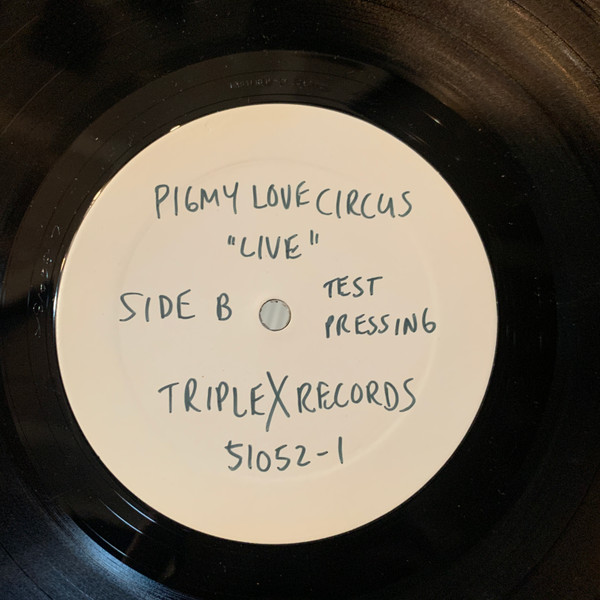 PIGMY LOVE CIRCUS
"LIVE"
SIDE B
TEST
PRESSING
TRIPLE X RECORDS
51052-1